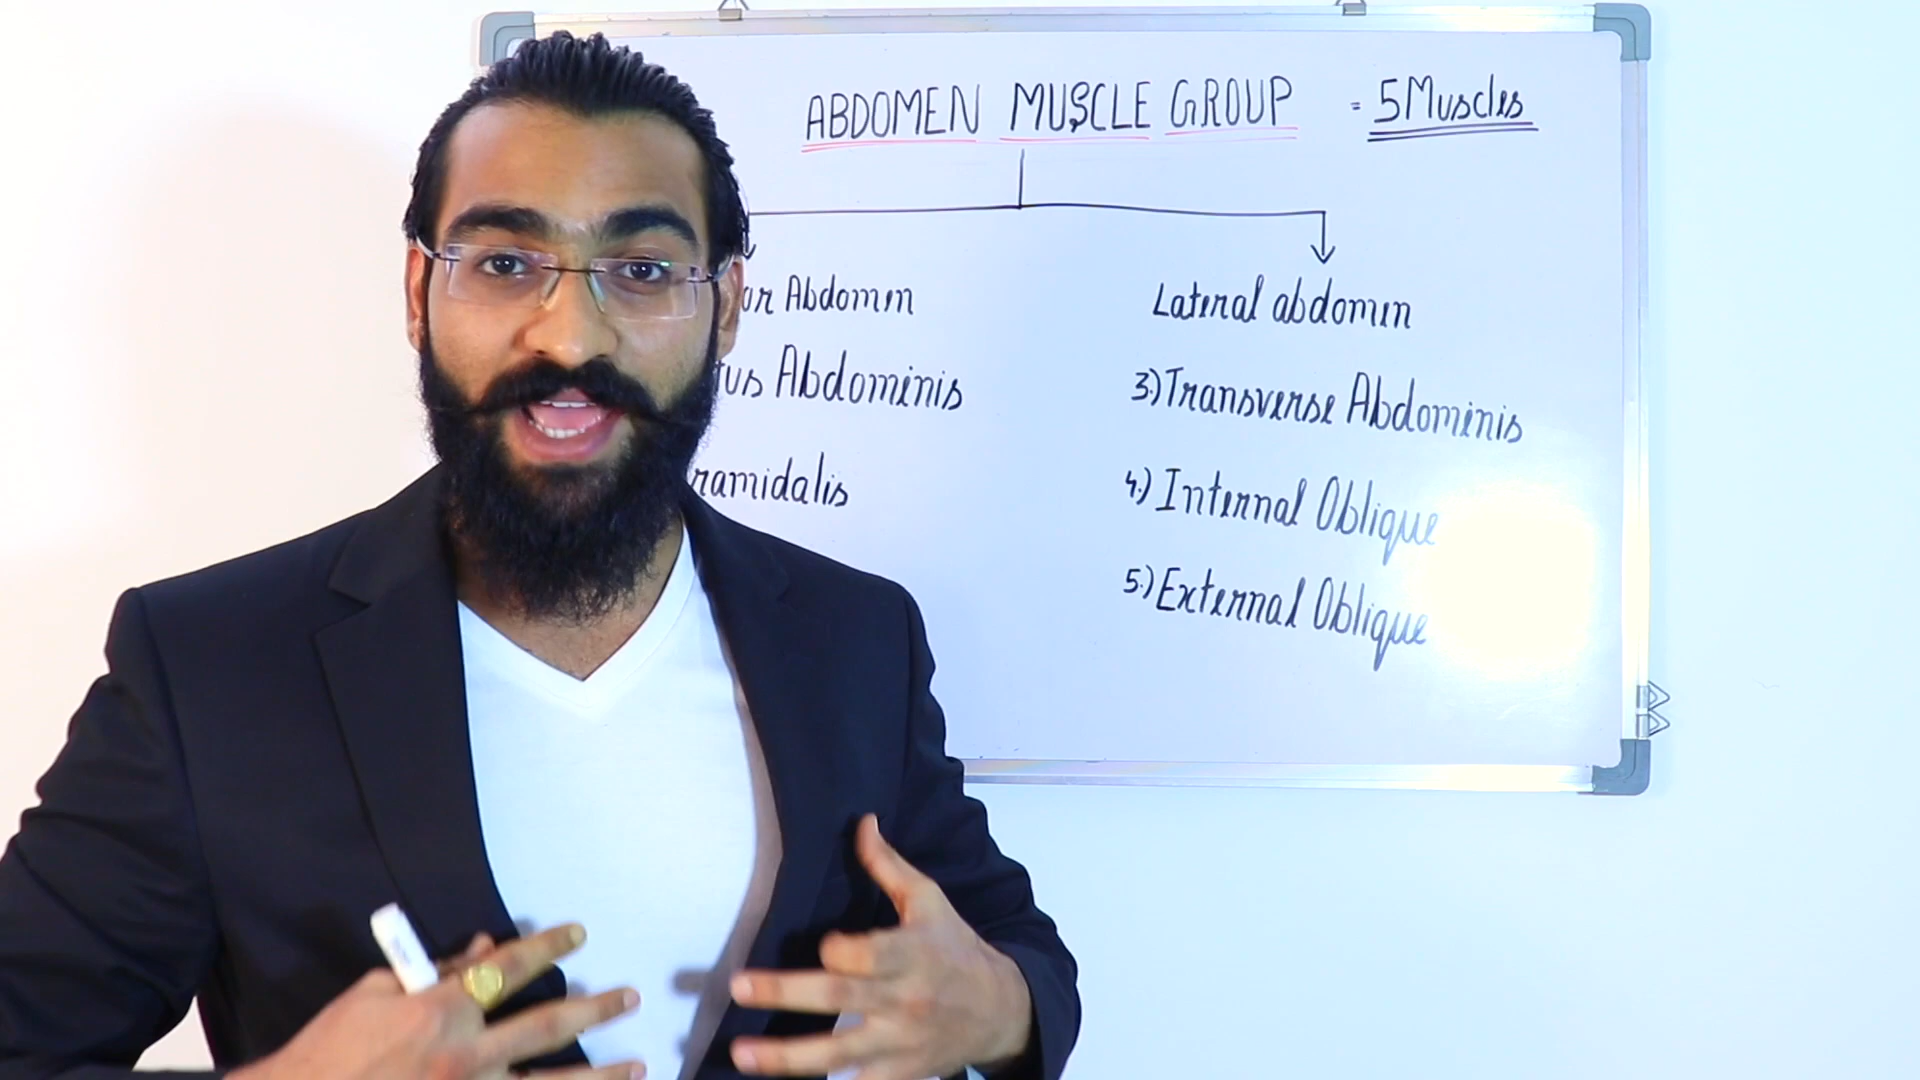 ABDOMEN MUSCLE GROUP = 5 Muscles
Abdomen
Abdominis
Lateral abdomen
3.) Transverse Abdominis
4.) Internal Oblique
5.) External Oblique